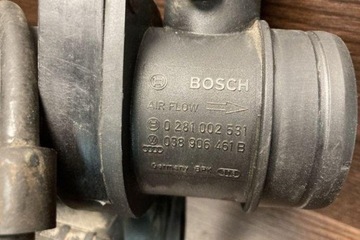 BOSCH
AIR FLOW
0 281 002 531
038 906 461 B
Germany